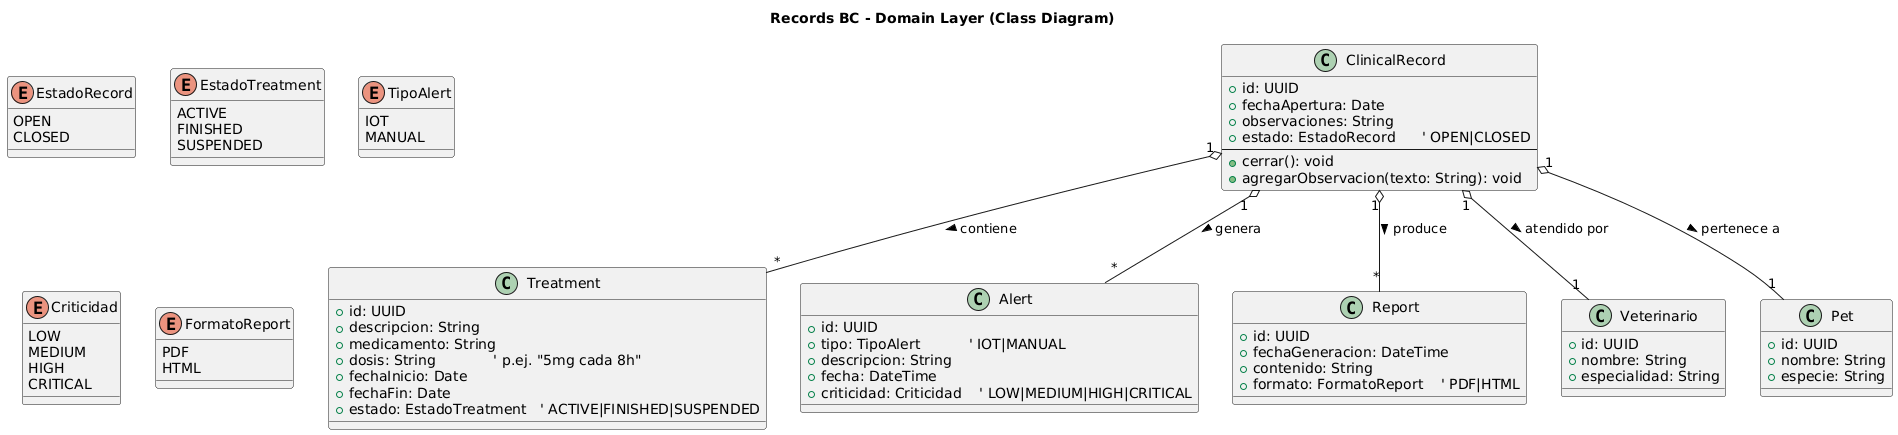 Records BC - Domain Layer (Class Diagram)
E EstadoRecord
OPEN
CLOSED
E EstadoTreatment
ACTIVE
FINISHED
SUSPENDED
E TipoAlert
IOT
MANUAL
C ClinicalRecord
id: UUID
fechaApertura: Date
observaciones: String
estado: EstadoRecord ' OPEN|CLOSED
cerrar(): void
agregarObservacion(texto: String): void
1
1
1
1
1
contiene
genera
produce
atendido por
pertenece a
*
*
*
1
1
E Criticidad
LOW
MEDIUM
HIGH
CRITICAL
E FormatoReport
PDF
HTML
C Treatment
id: UUID
descripcion: String
medicamento: String
dosis: String ' p.ej. "5mg cada 8h"
fechaInicio: Date
fechaFin: Date
estado: EstadoTreatment ' ACTIVE|FINISHED|SUSPENDED
C Alert
id: UUID
tipo: TipoAlert ' IOT|MANUAL
descripcion: String
fecha: DateTime
criticidad: Criticidad ' LOW|MEDIUM|HIGH|CRITICAL
C Report
id: UUID
fechaGeneracion: DateTime
contenido: String
formato: FormatoReport ' PDF|HTML
C Veterinario
id: UUID
nombre: String
especialidad: String
C Pet
id: UUID
nombre: String
especie: String